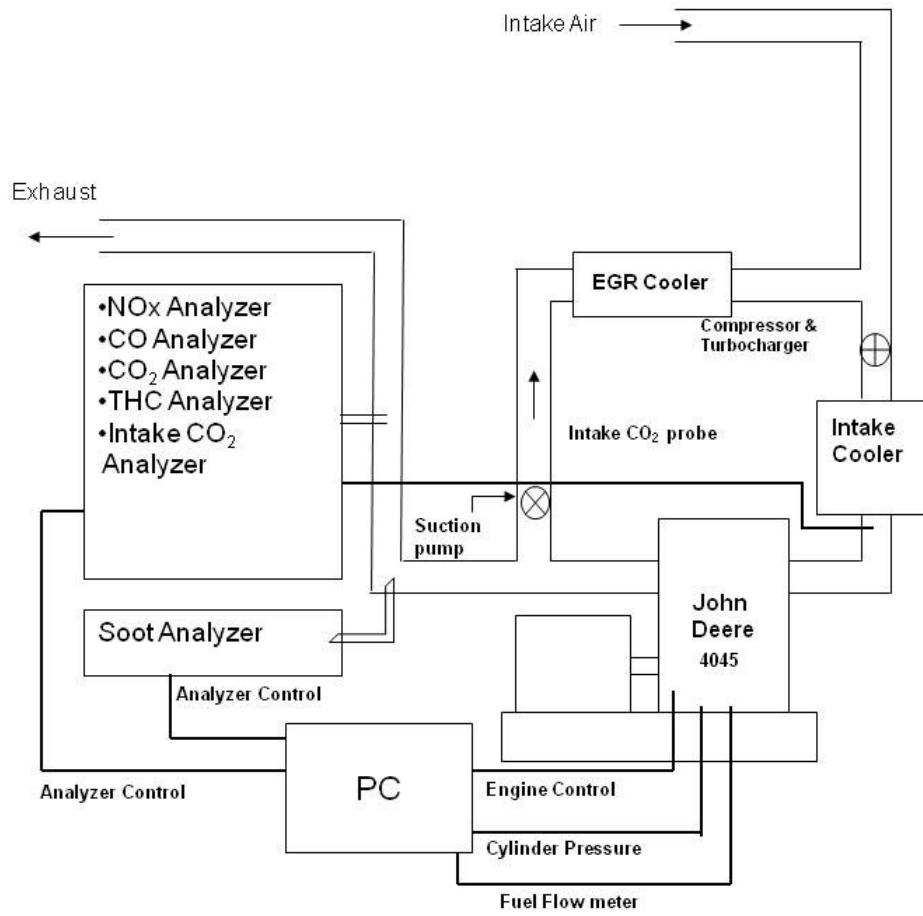 Intake Air
Exhaust
EGR Cooler
•NOx Analyzer
•CO Analyzer
•CO₂ Analyzer
•THC Analyzer
•Intake CO₂
Analyzer
Compressor &
Turbocharger
Intake CO₂ probe
Intake
Cooler
Suction
pump
John
Deere
4045
Soot Analyzer
Analyzer Control
PC
Analyzer Control
Engine Control
Cylinder Pressure
Fuel Flow meter